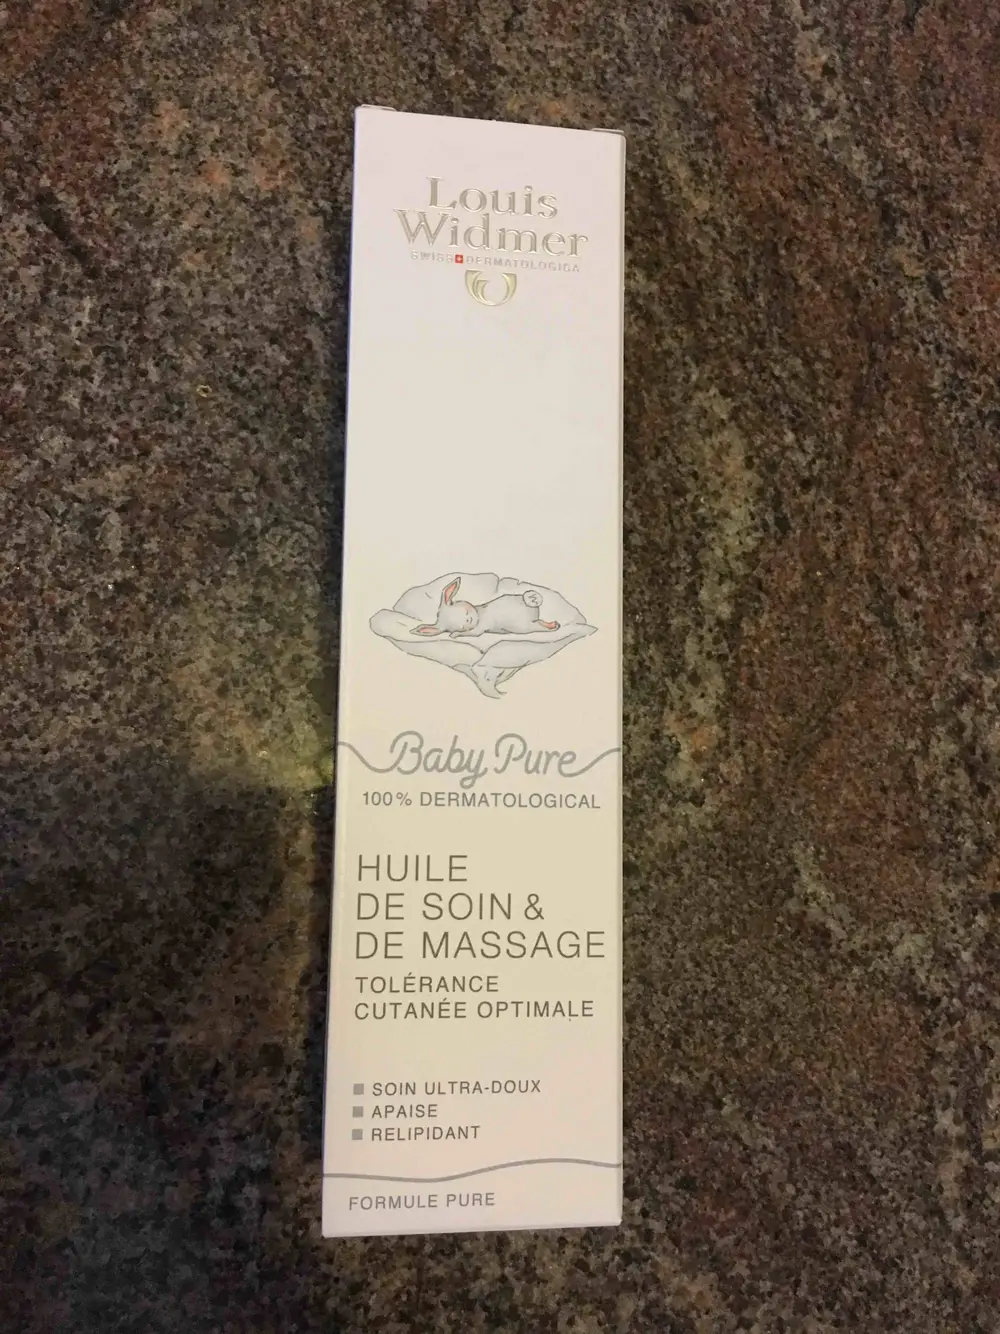 Louis
Widmer
SWISS DERMATOLOGICA
Baby Pure
100% DERMATOLOGICAL
HUILE
DE SOIN &
DE MASSAGE
TOLÉRANCE
CUTANÉE OPTIMALE
SOIN ULTRA-DOUX
APAISE
RELIPIDANT
FORMULE PURE